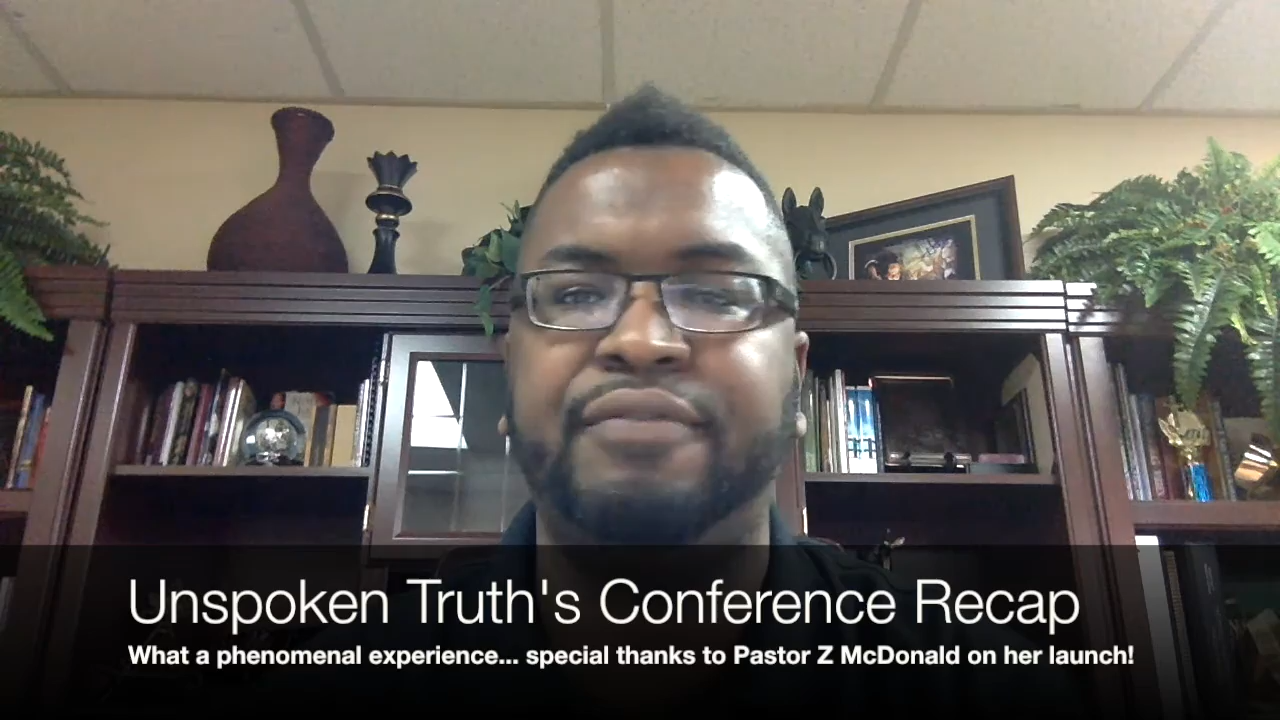 Unspoken Truth's Conference Recap
What a phenomenal experience... special thanks to Pastor Z McDonald on her launch!